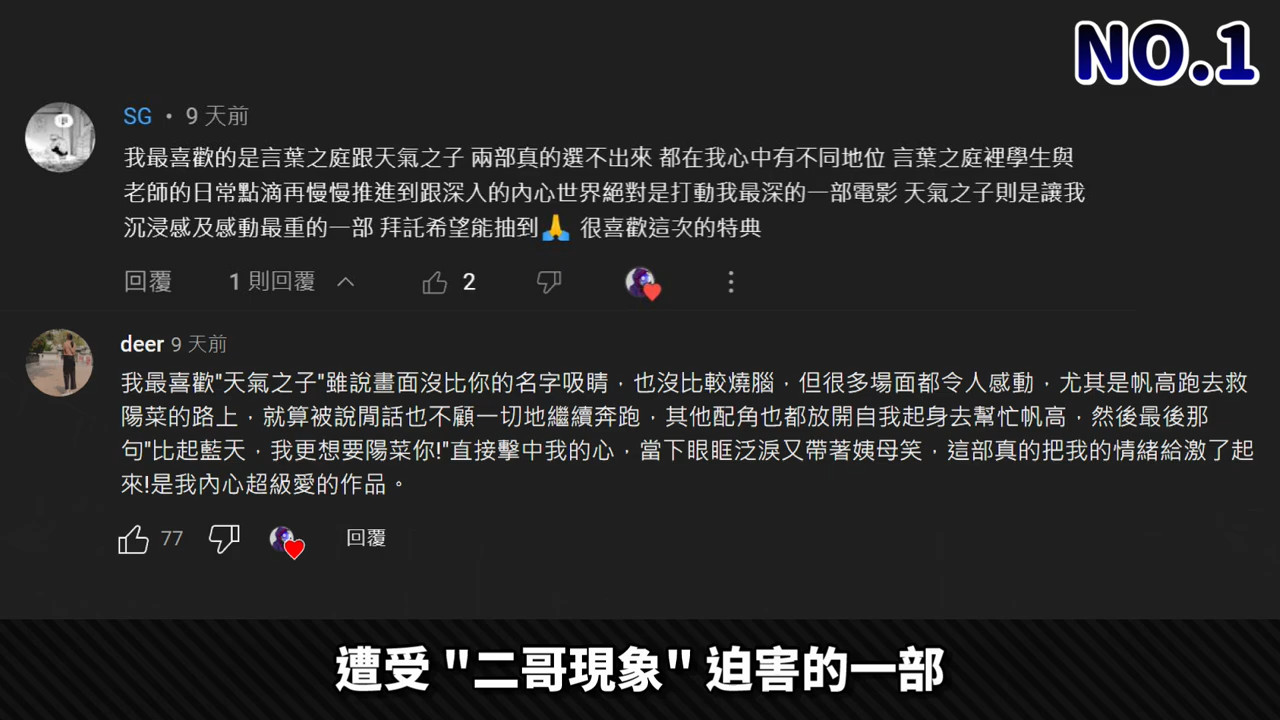 NO.1
SG • 9 天前
我最喜歡的是言葉之庭跟天氣之子 兩部真的選不出來 都在我心中有不同地位 言葉之庭裡學生與
老師的日常點滴再慢慢推進到跟深人的內心世界絕對是打動我最深的一部電影 天氣之子則是讓我
沉浸感及感動最重的一部 拜託希望能抽到🙏 很喜歡這次的特典
回覆 1 則回覆 2
deer 9 天前
我最喜歡"天氣之子"雖說畫面沒比你的名字吸睛，也沒比較燒腦，但很多場面都令人感動，尤其是帆高跑去救
陽菜的路上，就算被說閒話也不顧一切地繼續奔跑，其他配角也都放開自我起身去幫忙帆高，然後最後那
句"比起藍天，我更想要陽菜你!"直接擊中我的心，當下眼眶泛淚又帶著姨母笑，這部真的把我的情緒給激了起
來!是我內心超級愛的作品。
77 回覆
遭受 "二哥現象" 迫害的一部